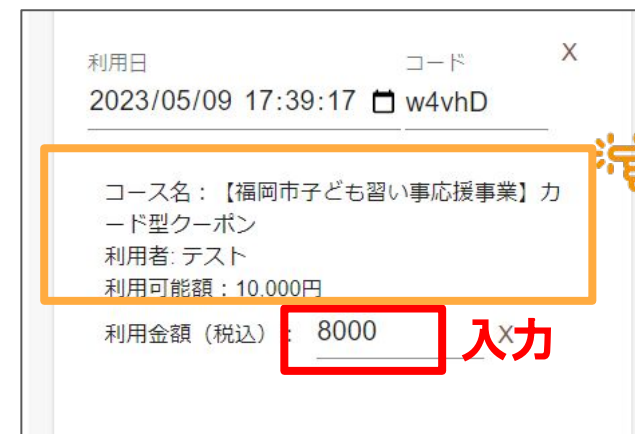 利用日 コード X
2023/05/09 17:39:17 w4vhD
コース名：【福岡市子ども習い事応援事業】カ
ード型クーポン
利用者: テスト
利用可能額：10,000円
利用金額（税込）： 8000 X 入力